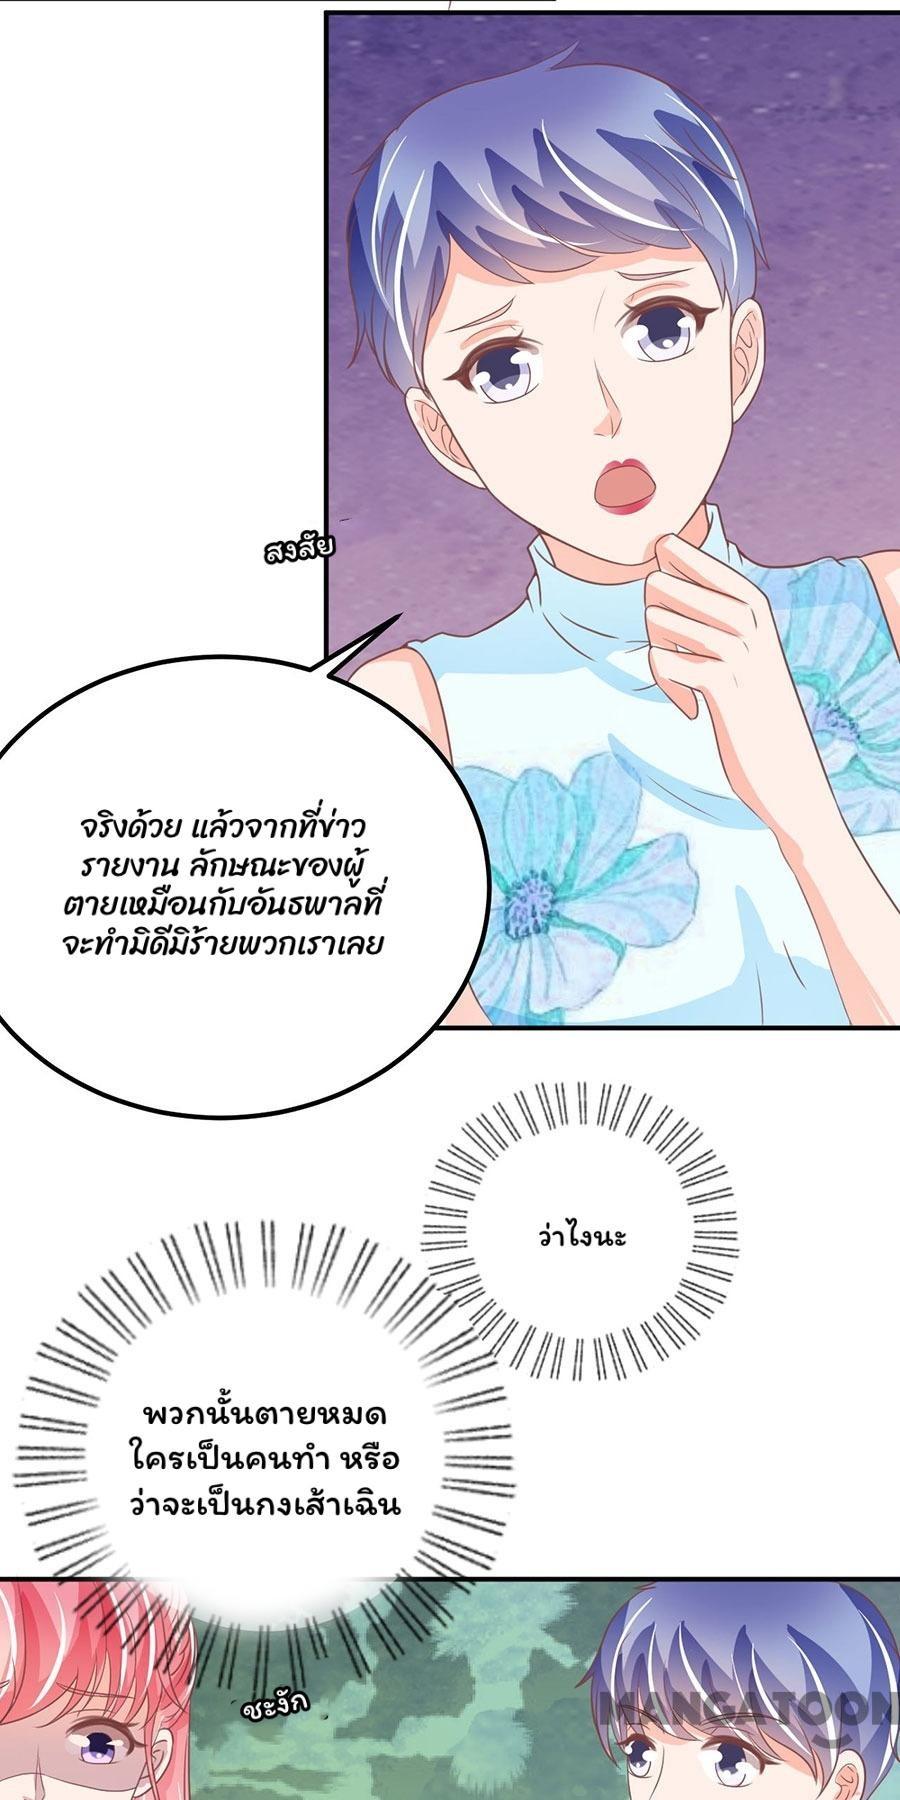 สงสัย
จริงด้วย แล้วจากที่ข่าว
รายงาน ลักษณะของผู้
ตายเหมือนกับอันธพาลที่
จะทำมิดีมิร้ายพวกเราเลย
ว่าไงนะ
พวกนั้นตายหมด
ใครเป็นคนทำ หรือ
ว่าจะเป็นกงเส้าเฉิน
ชะงัก
MANGATOON